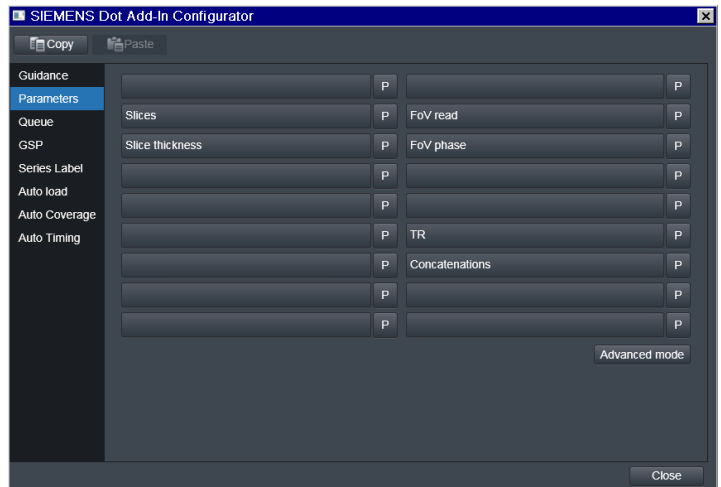 SIEMENS Dot Add-In Configurator
Copy Paste
Guidance
Parameters
Queue
GSP
Series Label
Auto load
Auto Coverage
Auto Timing
P P
Slices P FoV read P
Slice thickness P FoV phase P
P P
P P
P TR P
P Concatenations P
P P
P P
Advanced mode
Close